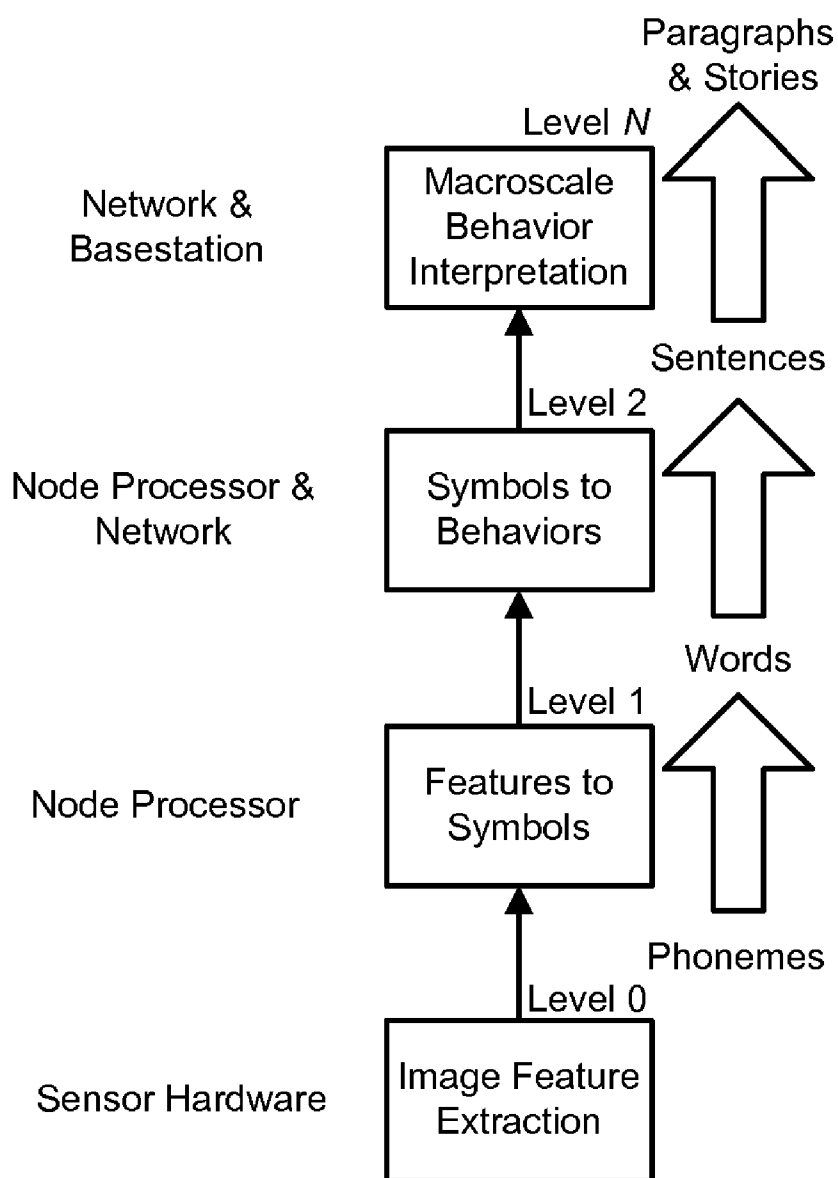 Paragraphs
& Stories
Level N
Network &
Basestation
Macroscale
Behavior
Interpretation
Sentences
Level 2
Node Processor &
Network
Symbols to
Behaviors
Words
Level 1
Node Processor
Features to
Symbols
Phonemes
Level 0
Sensor Hardware
Image Feature
Extraction